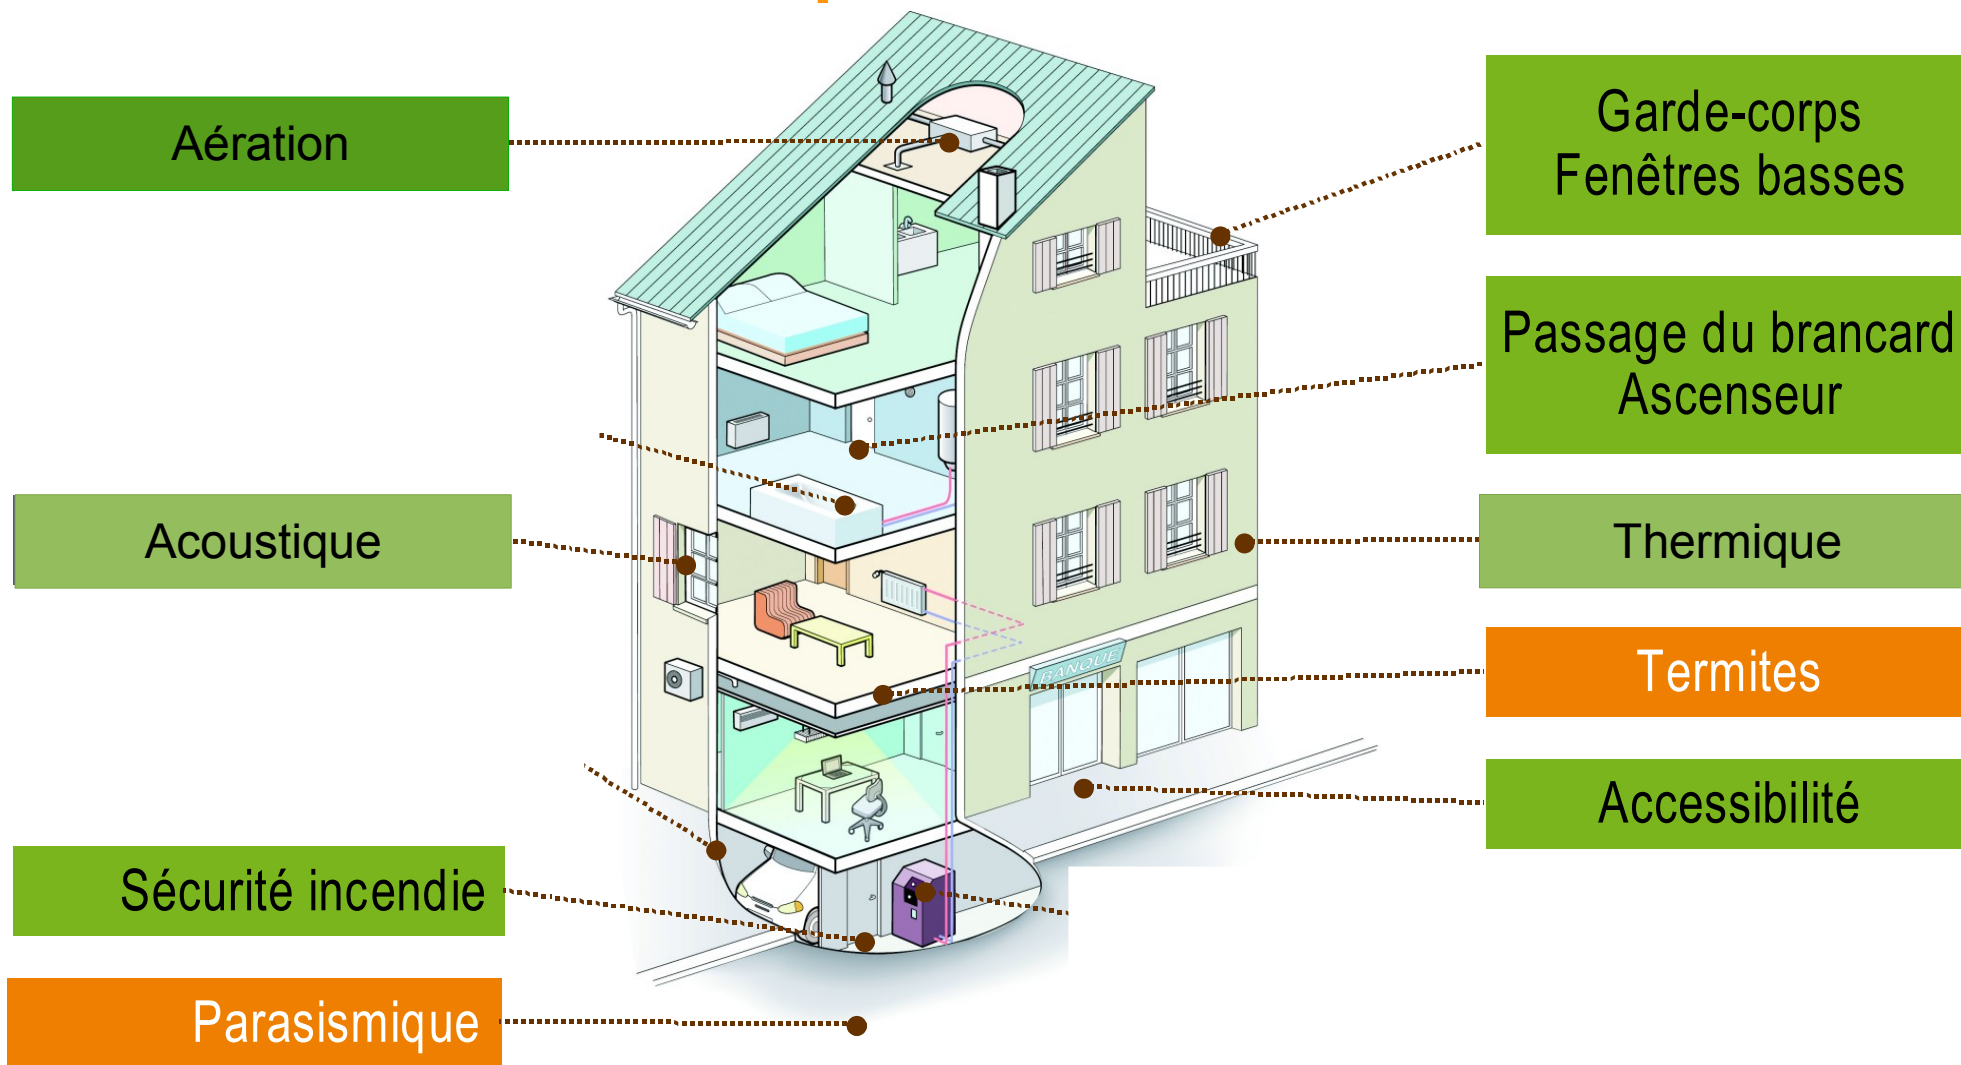 Aération
Garde-corps
Fenêtres basses
Passage du brancard
Ascenseur
Acoustique
Thermique
BANQUE
Termites
Accessibilité
Sécurité incendie
Parasismique